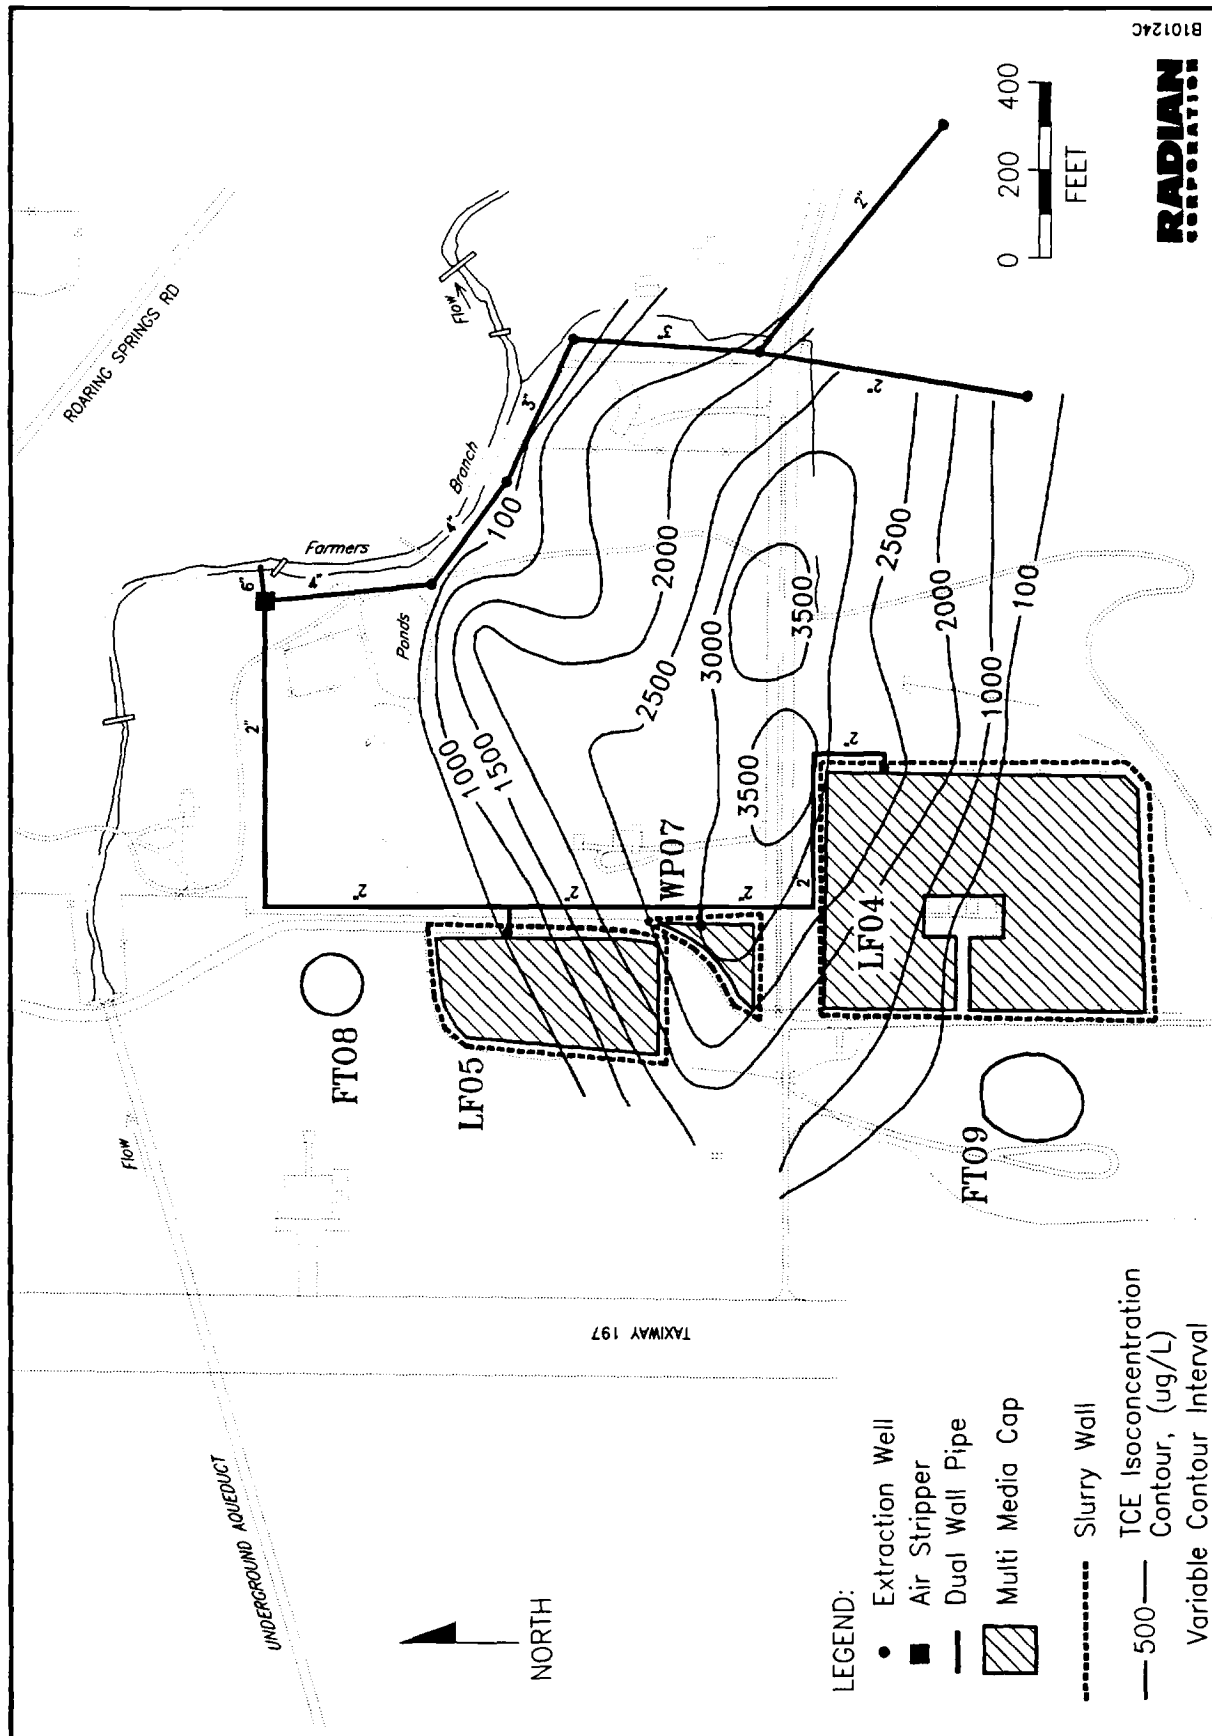 B10124C
RADIAN
CORPORATION
0 200 400
FEET
ROARING SPRINGS RD
Flow
Farmers
Branch
Ponds
6"
4"
4"
3"
3"
2"
2"
2"
2"
2"
2"
2
2"
100
1000
1500
2000
2500
3000
3500
3500
2500
2000
1000
100
WP07
LF04
LF05
FT08
FT09
Flow
TAXIWAY 197
UNDERGROUND AQUEDUCT
NORTH
LEGEND:
Extraction Well
Air Stripper
Dual Wall Pipe
Multi Media Cap
Slurry Wall
500 TCE Isoconcentration
Contour, (ug/L)
Variable Contour Interval